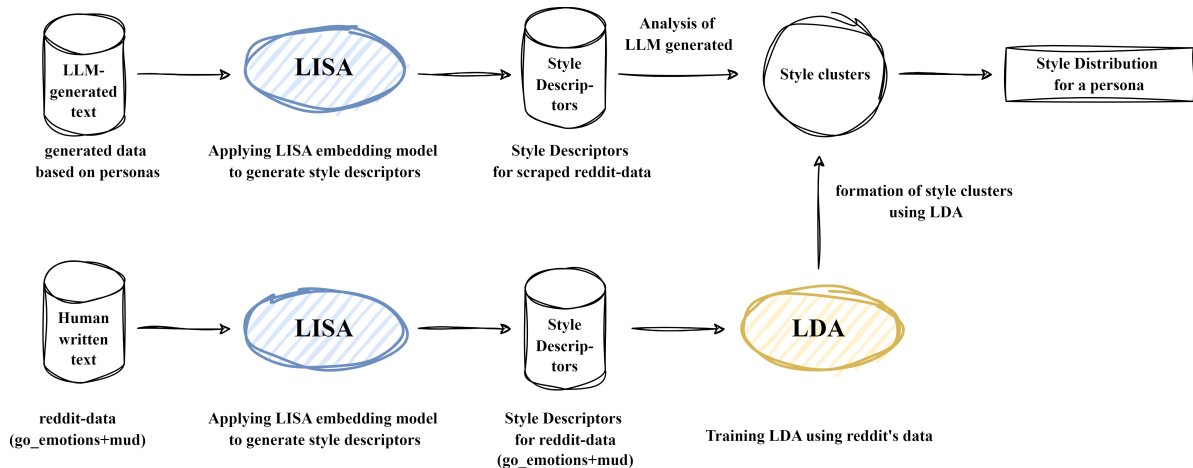 LLM-
generated
text
generated data
based on personas
LISA
Applying LISA embedding model
to generate style descriptors
Style
Descrip-
tors
Style Descriptors
for scraped reddit-data
Analysis of
LLM generated
Style clusters
Style Distribution
for a persona
formation of style clusters
using LDA
Human
written
text
reddit-data
(go_emotions+mud)
LISA
Applying LISA embedding model
to generate style descriptors
Style
Descrip-
tors
Style Descriptors
for reddit-data
(go_emotions+mud)
LDA
Training LDA using reddit's data